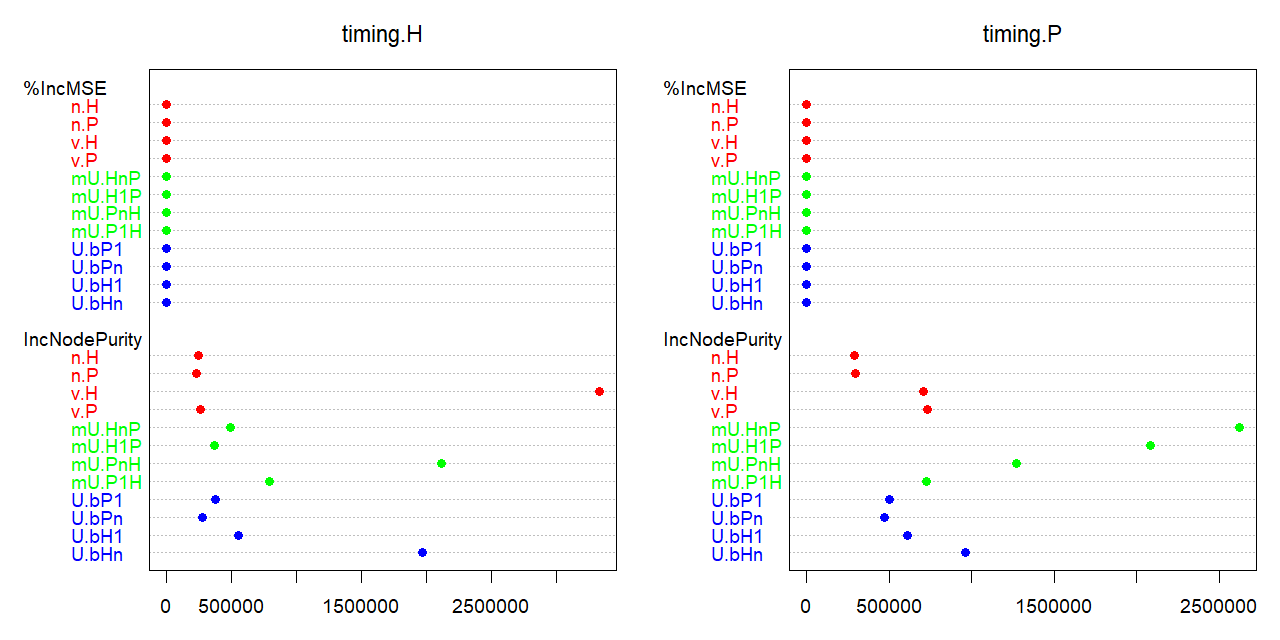 timing.H
%IncMSE
n.H
n.P
v.H
v.P
mU.HnP
mU.H1P
mU.PnH
mU.P1H
U.bP1
U.bPn
U.bH1
U.bHn
IncNodePurity
n.H
n.P
v.H
v.P
mU.HnP
mU.H1P
mU.PnH
mU.P1H
U.bP1
U.bPn
U.bH1
U.bHn
0 500000 1500000 2500000
timing.P
%IncMSE
n.H
n.P
v.H
v.P
mU.HnP
mU.H1P
mU.PnH
mU.P1H
U.bP1
U.bPn
U.bH1
U.bHn
IncNodePurity
n.H
n.P
v.H
v.P
mU.HnP
mU.H1P
mU.PnH
mU.P1H
U.bP1
U.bPn
U.bH1
U.bHn
0 500000 1500000 2500000